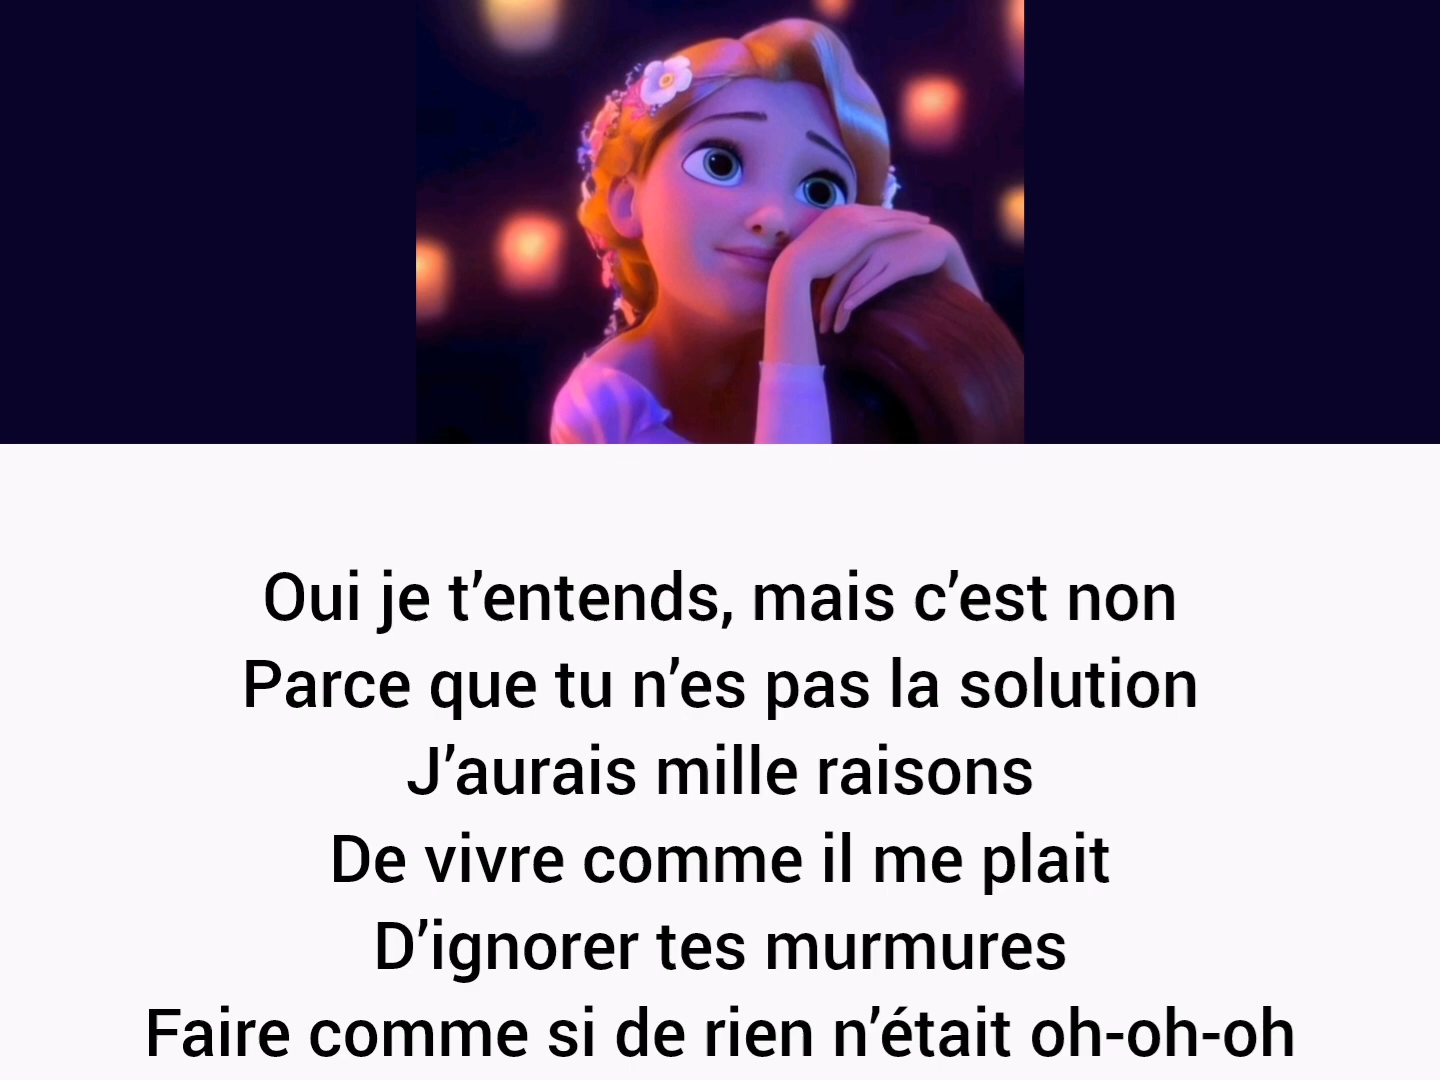 Oui je t’entends, mais c’est non
Parce que tu n’es pas la solution
J’aurais mille raisons
De vivre comme il me plait
D’ignorer tes murmures
Faire comme si de rien n’était oh-oh-oh